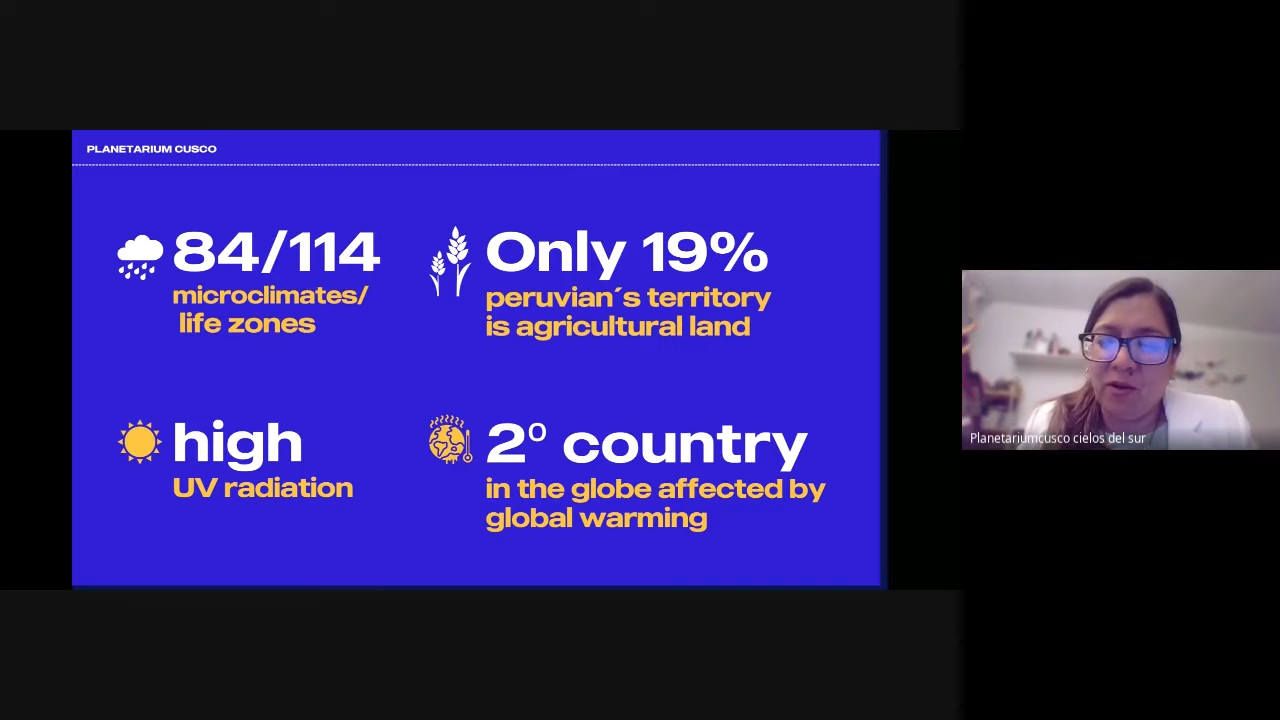 PLANETARIUM CUSCO
84/114
microclimates/
life zones
Only 19%
peruvian´s territory
is agricultural land
high
UV radiation
2º country
in the globe affected by
global warming
Planetariumcusco cielos del sur